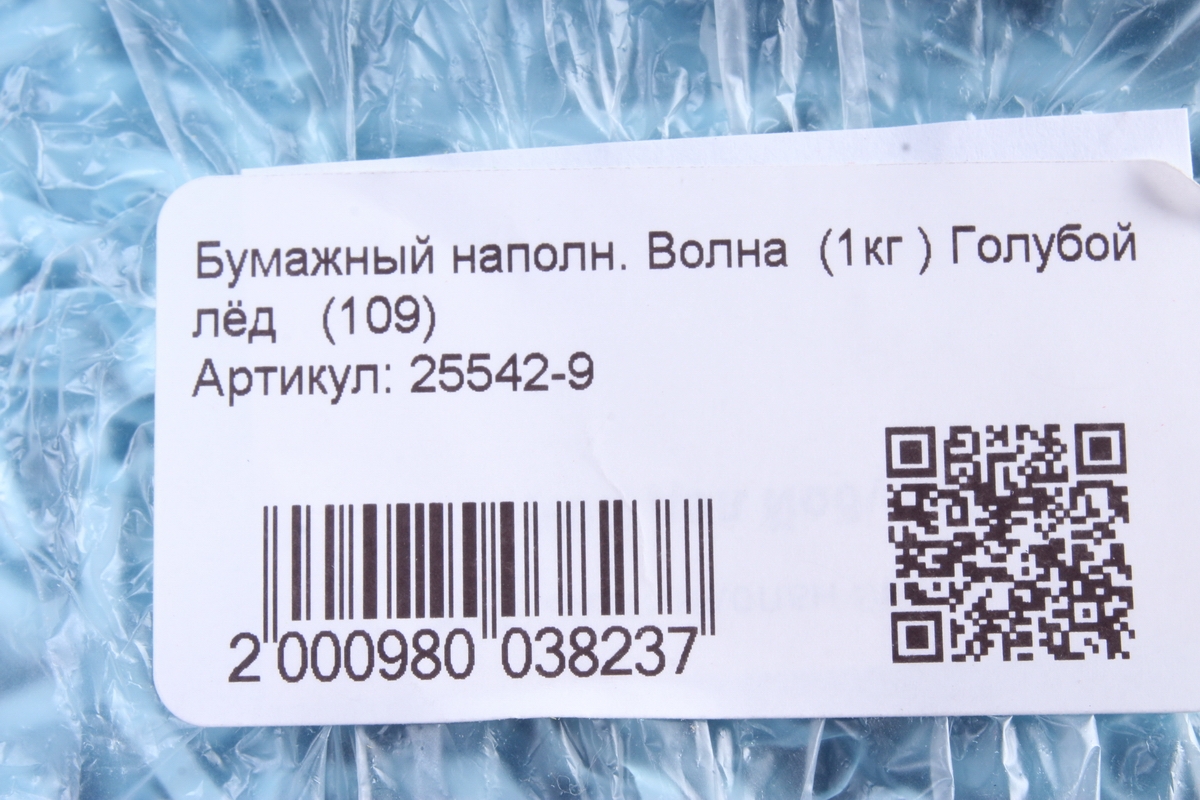 Бумажный наполн. Волна (1кг ) Голубой
лёд (109)
Артикул: 25542-9
2 000980 038237